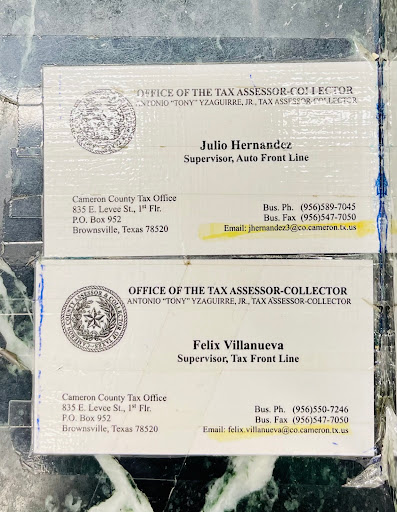 OFFICE OF THE TAX ASSESSOR-COLLECTOR
ANTONIO "TONY" YZAGUIRRE, JR., TAX ASSESSOR-COLLECTOR
Julio Hernandez
Supervisor, Auto Front Line
Cameron County Tax Office
835 E. Levee St., 1st Flr.
P.O. Box 952
Brownsville, Texas 78520
Bus. Ph. (956)589-7045
Bus. Fax (956)547-7050
Email: jhernandez3@co.cameron.tx.us
OFFICE OF THE TAX ASSESSOR-COLLECTOR
ANTONIO "TONY" YZAGUIRRE, JR., TAX ASSESSOR-COLLECTOR
Felix Villanueva
Supervisor, Tax Front Line
Cameron County Tax Office
835 E. Levee St., 1st Flr.
P.O. Box 952
Brownsville, Texas 78520
Bus. Ph. (956)550-7246
Bus. Fax (956)547-7050
Email: felix.villanueva@co.cameron.tx.us